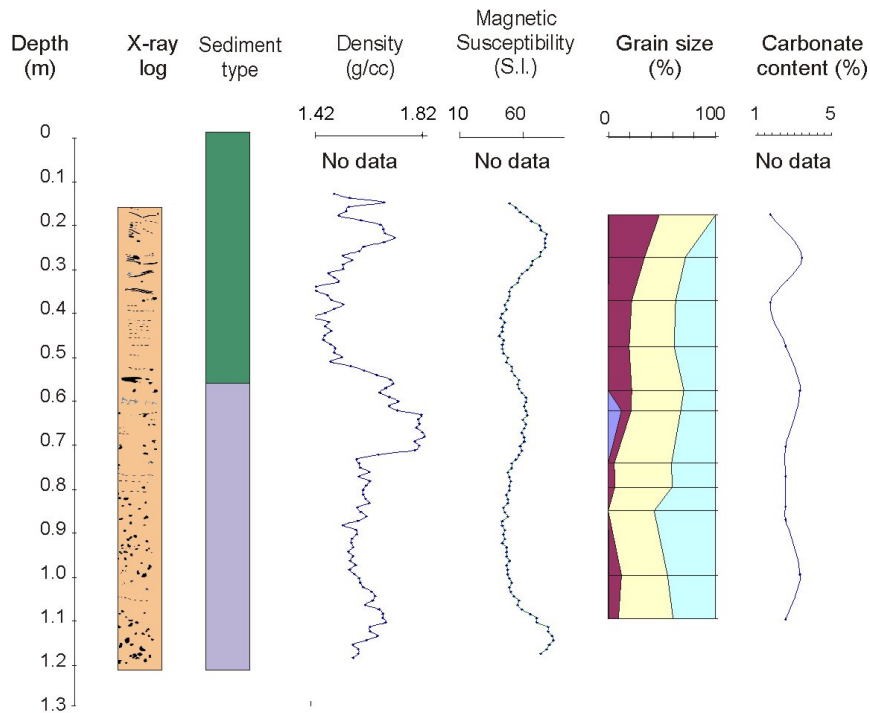 Depth
(m)
X-ray
log
Sediment
type
Density
(g/cc)
Magnetic
Susceptibility
(S.I.)
Grain size
(%)
Carbonate
content (%)
1.42 1.82
10 60
0 100
1 5
No data
No data
No data
0
0.1
0.2
0.3
0.4
0.5
0.6
0.7
0.8
0.9
1.0
1.1
1.2
1.3